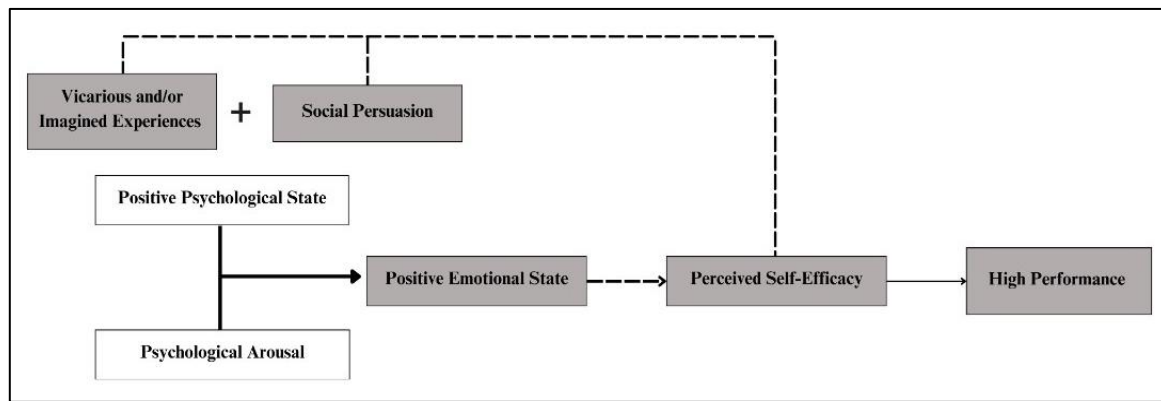 Vicarious and/or
Imagined Experiences
+
Social Persuasion
Positive Psychological State
Positive Emotional State
Perceived Self-Efficacy
High Performance
Psychological Arousal